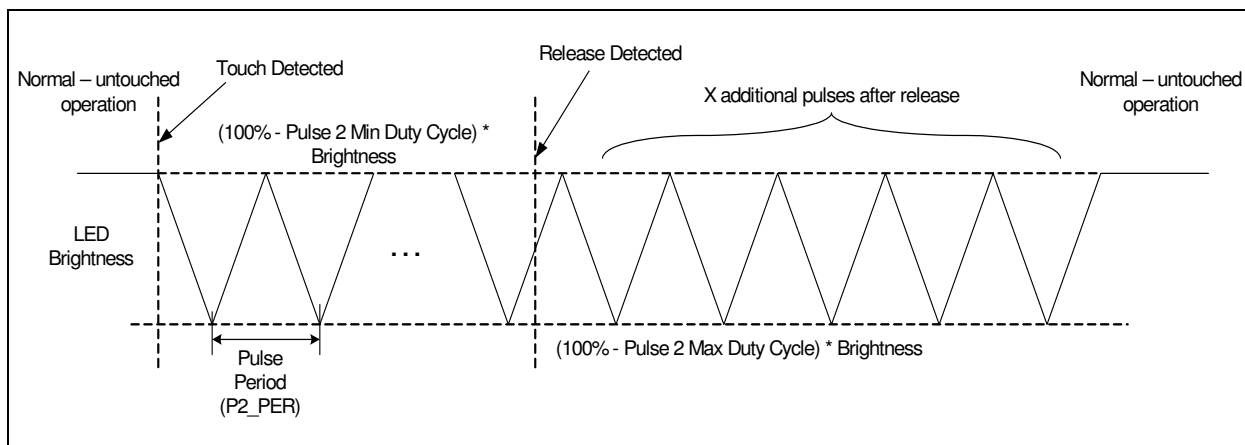 Normal – untouched
operation
Touch Detected
Release Detected
X additional pulses after release
Normal – untouched
operation
(100% - Pulse 2 Min Duty Cycle) *
Brightness
LED
Brightness
...
Pulse
Period
(P2_PER)
(100% - Pulse 2 Max Duty Cycle) * Brightness